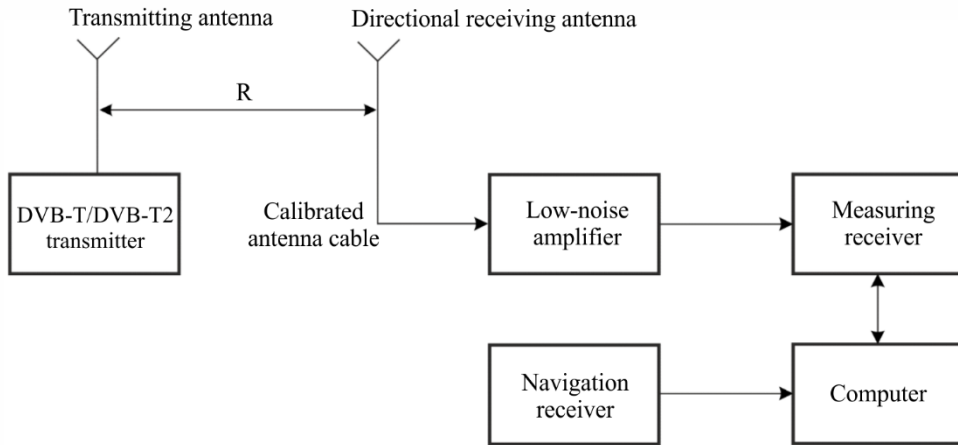 Transmitting antenna
Directional receiving antenna
R
DVB-T/DVB-T2
transmitter
Calibrated
antenna cable
Low-noise
amplifier
Measuring
receiver
Navigation
receiver
Computer